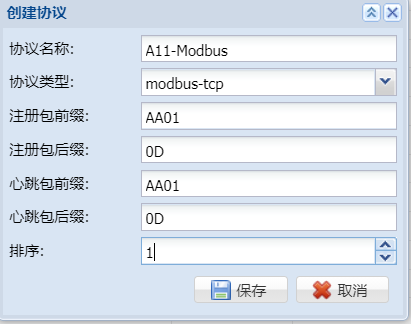 创建协议
协议名称: A11-Modbus
协议类型: modbus-tcp
注册包前缀: AA01
注册包后缀: 0D
心跳包前缀: AA01
心跳包后缀: 0D
排序: 1
保存 取消